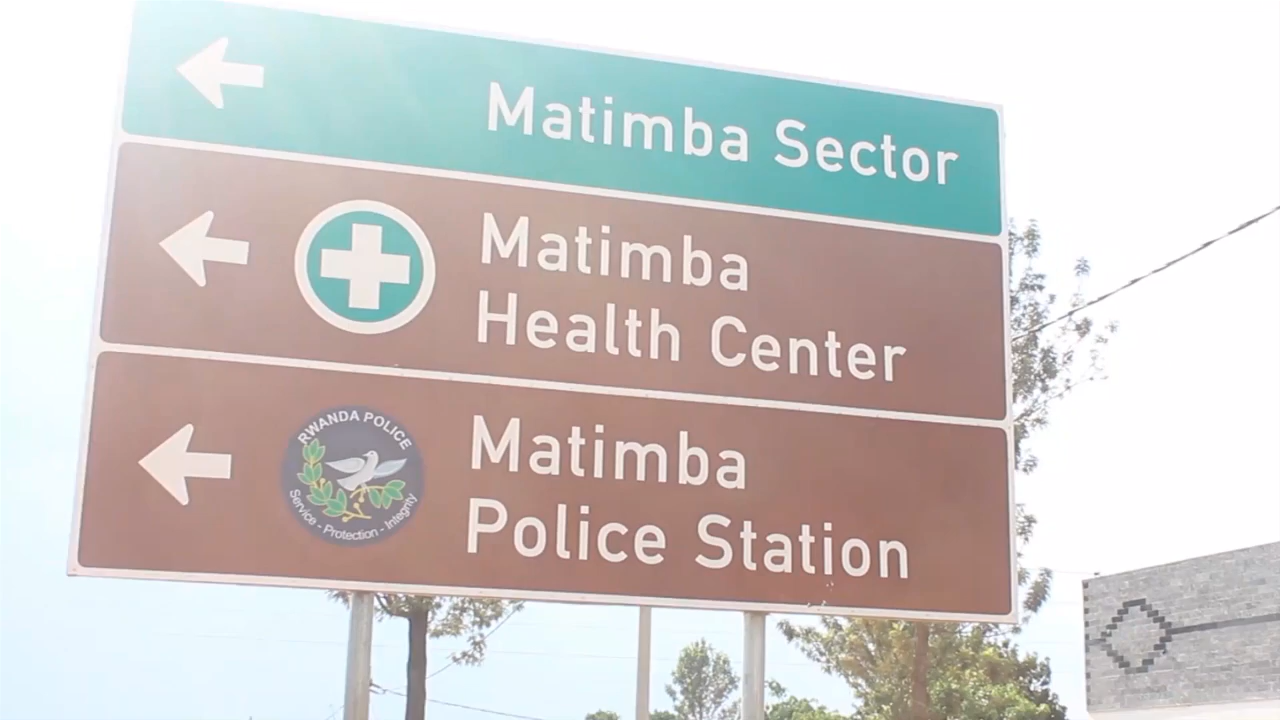 Matimba Sector
Matimba
Health Center
RWANDA POLICE
Service - Protection - Integrity
Matimba
Police Station